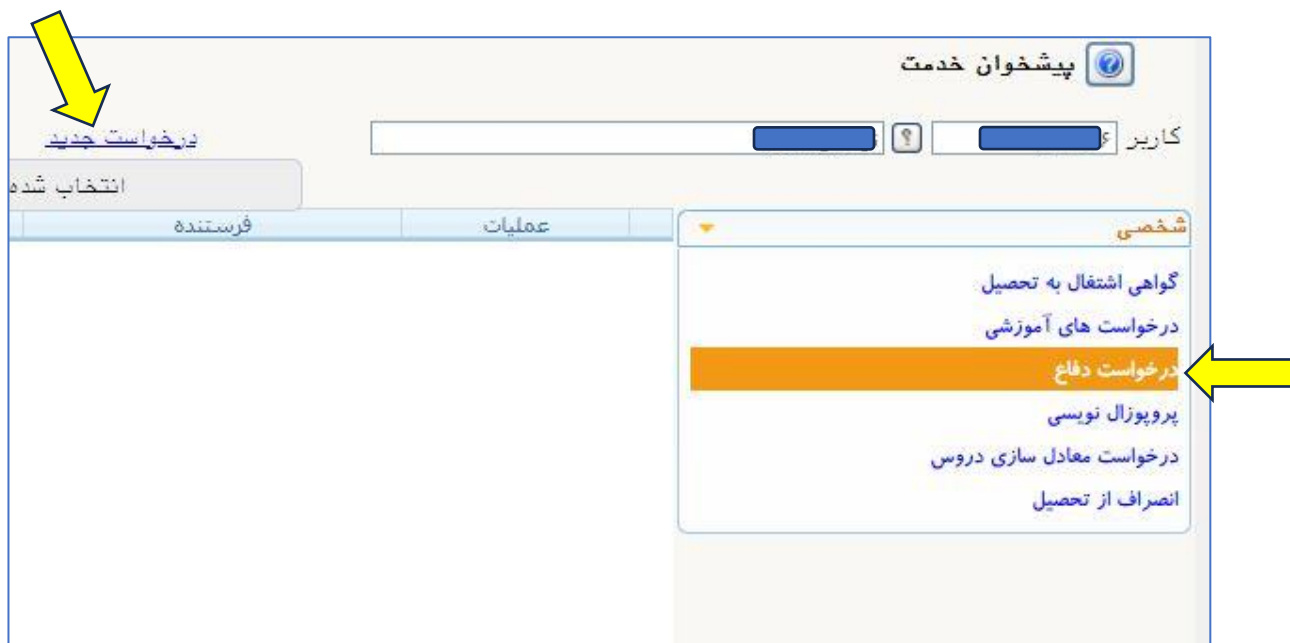 پیشخوان خدمت
کاربر
درخواست جدید
انتخاب شده
شخصی
عملیات فرستنده
گواهی اشتغال به تحصیل
درخواست های آموزشی
درخواست دفاع
پروپوزال نویسی
درخواست معادل سازی دروس
انصراف از تحصیل